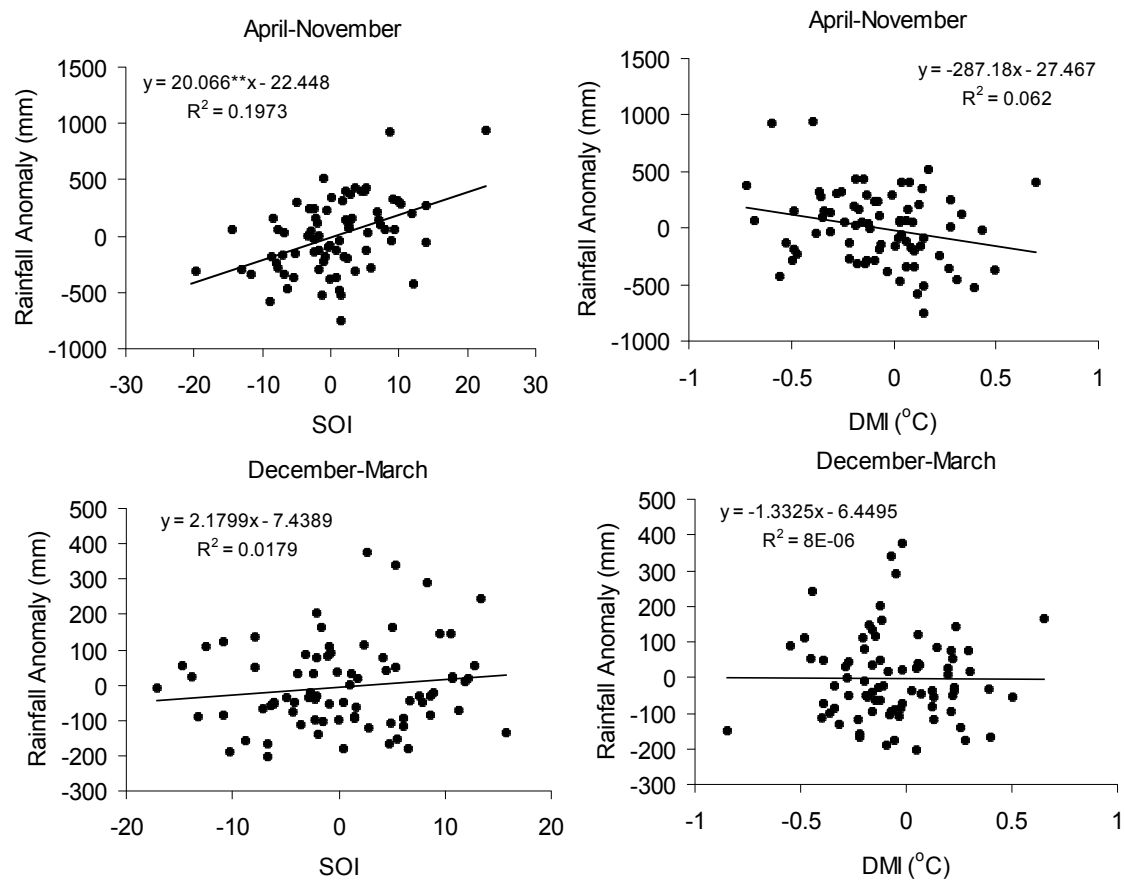 April-November
y = 20.066**x - 22.448
R² = 0.1973
Rainfall Anomaly (mm)
1500
1000
500
0
-500
-1000
-30 -20 -10 0 10 20 30
SOI
April-November
y = -287.18x - 27.467
R² = 0.062
Rainfall Anomaly (mm)
1500
1000
500
0
-500
-1000
-1 -0.5 0 0.5 1
DMI (°C)
December-March
y = 2.1799x - 7.4389
R² = 0.0179
Rainfall Anomaly (mm)
500
400
300
200
100
0
-100
-200
-300
-20 -10 0 10 20
SOI
December-March
y = -1.3325x - 6.4495
R² = 8E-06
Rainfall Anomaly (mm)
500
400
300
200
100
0
-100
-200
-300
-1 -0.5 0 0.5 1
DMI (°C)